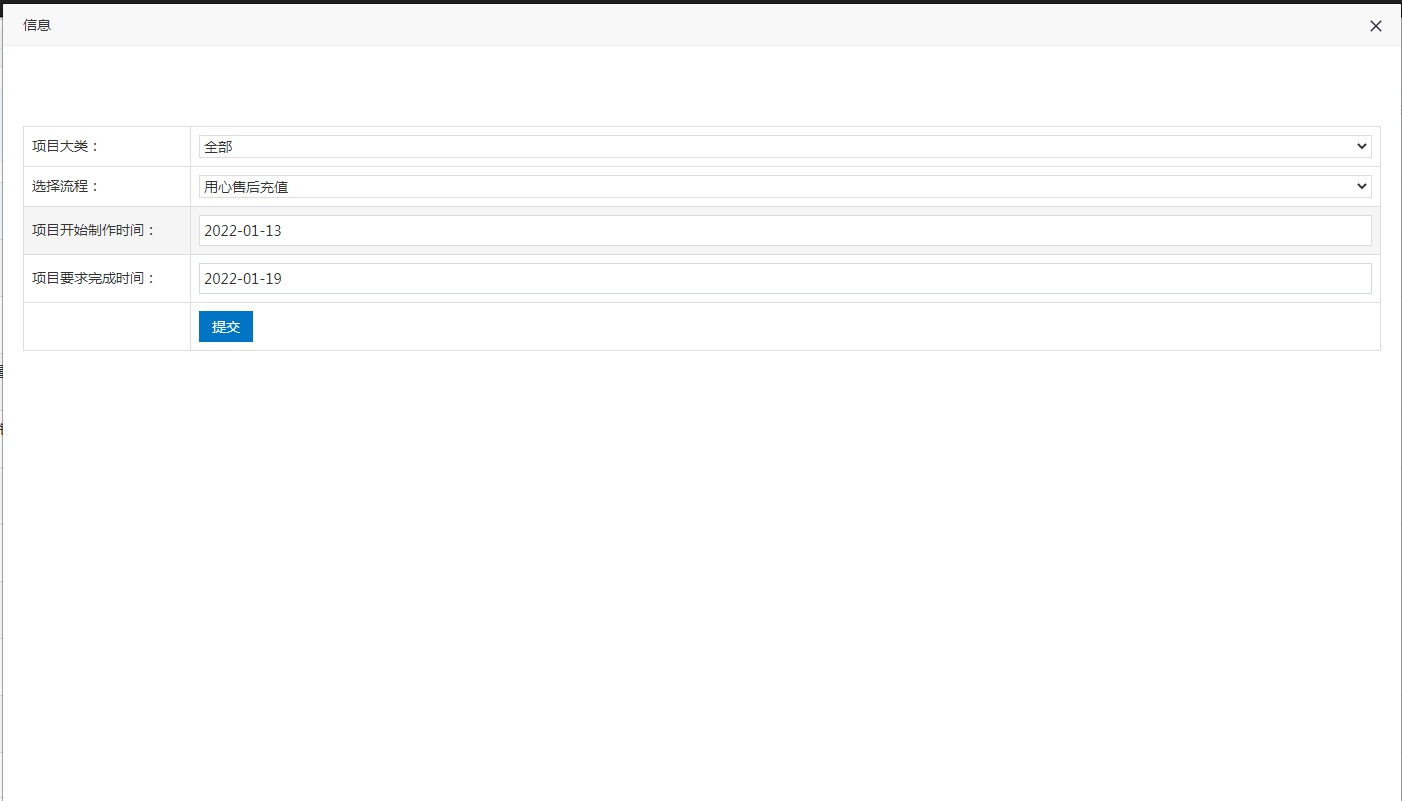 信息
项目大类：
全部
选择流程：
用心售后充值
项目开始制作时间：
2022-01-13
项目要求完成时间：
2022-01-19
提交